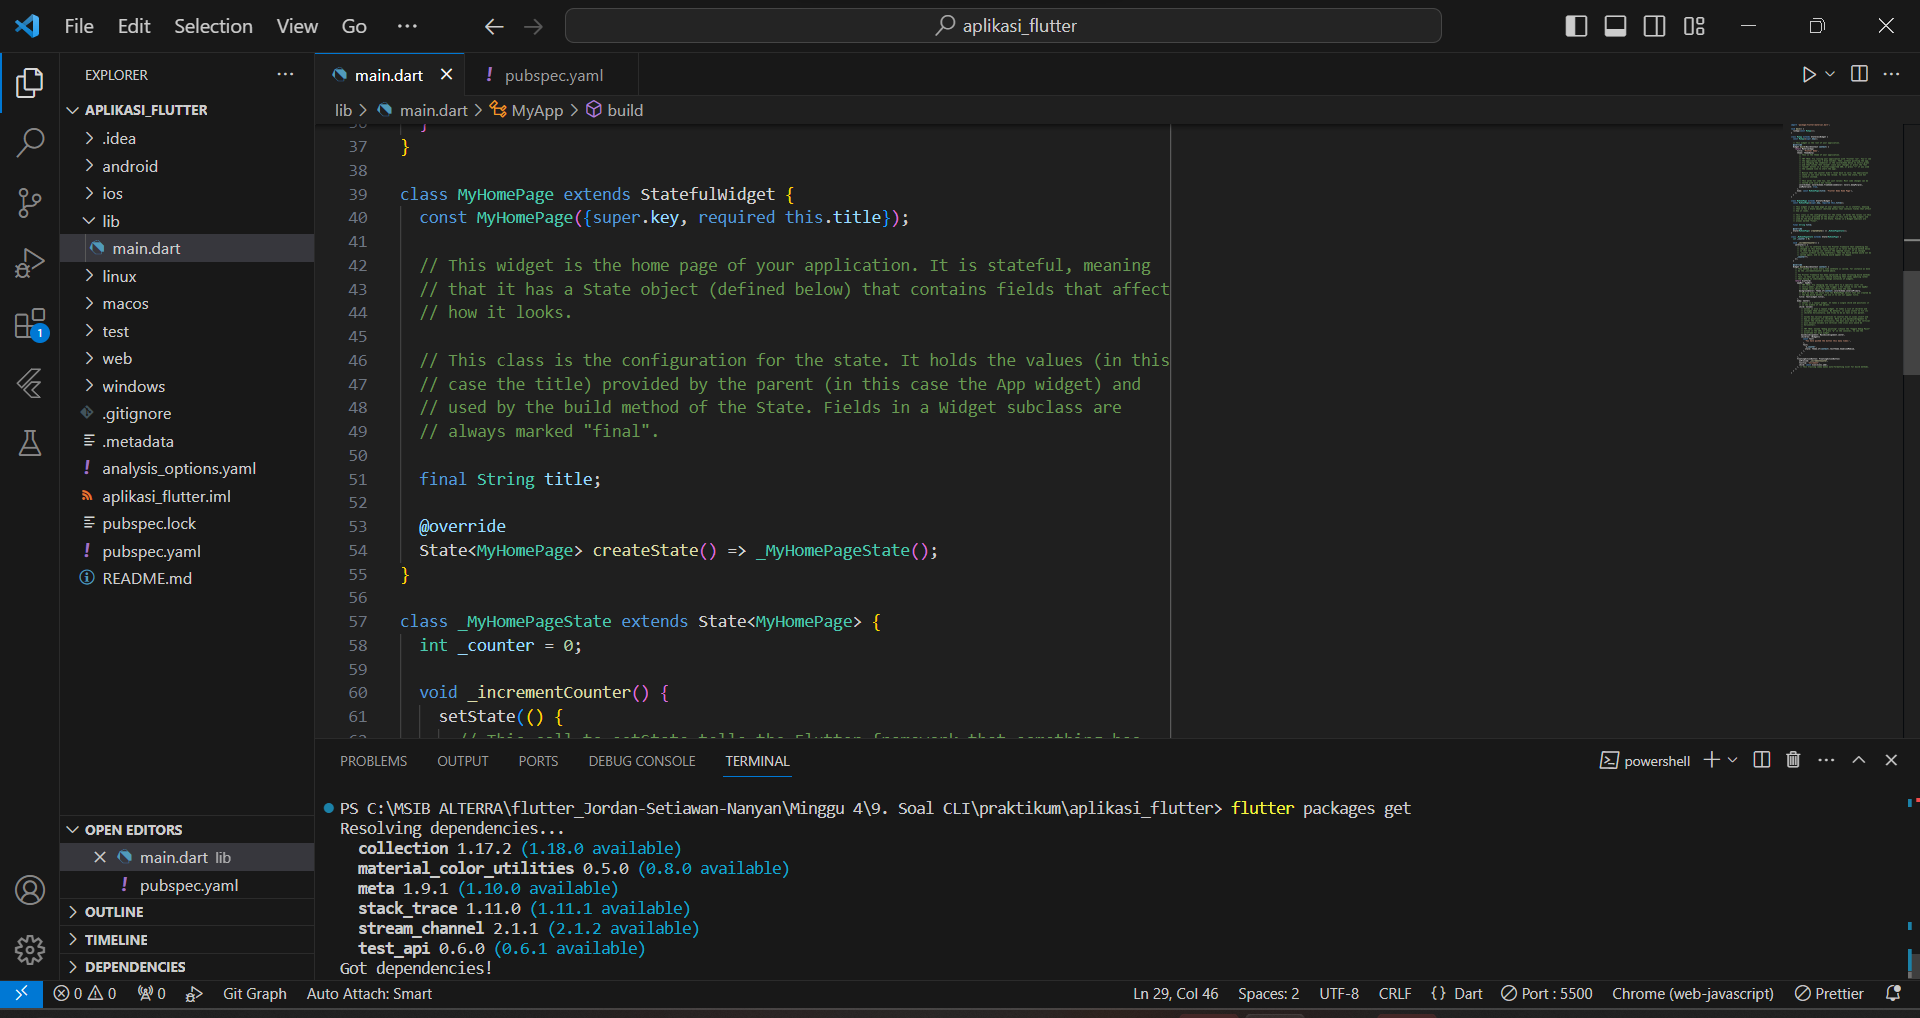 File Edit Selection View Go ···
aplikasi_flutter
EXPLORER ···
APLIKASI_FLUTTER
.idea
android
ios
lib
main.dart
linux
macos
test
web
windows
.gitignore
.metadata
! analysis_options.yaml
aplikasi_flutter.iml
pubspec.lock
! pubspec.yaml
README.md
OPEN EDITORS
main.dart lib
! pubspec.yaml
OUTLINE
TIMELINE
DEPENDENCIES
1
main.dart
! pubspec.yaml
lib > main.dart > MyApp > build
37 }
38
39 class MyHomePage extends StatefulWidget {
40 const MyHomePage({super.key, required this.title});
41
42 // This widget is the home page of your application. It is stateful, meaning
43 // that it has a State object (defined below) that contains fields that affect
44 // how it looks.
45
46 // This class is the configuration for the state. It holds the values (in this
47 // case the title) provided by the parent (in this case the App widget) and
48 // used by the build method of the State. Fields in a Widget subclass are
49 // always marked "final".
50
51 final String title;
52
53 @override
54 State<MyHomePage> createState() => _MyHomePageState();
55 }
56
57 class _MyHomePageState extends State<MyHomePage> {
58 int _counter = 0;
59
60 void _incrementCounter() {
61 setState(() {
PROBLEMS OUTPUT PORTS DEBUG CONSOLE TERMINAL
powershell
PS C:\MSIB ALTERRA\flutter_Jordan-Setiawan-Nanyan\Minggu 4\9. Soal CLI\praktikum\aplikasi_flutter> flutter packages get
Resolving dependencies...
collection 1.17.2 (1.18.0 available)
material_color_utilities 0.5.0 (0.8.0 available)
meta 1.9.1 (1.10.0 available)
stack_trace 1.11.0 (1.11.1 available)
stream_channel 2.1.1 (2.1.2 available)
test_api 0.6.0 (0.6.1 available)
Got dependencies!
0 0 0 Git Graph Auto Attach: Smart
Ln 29, Col 46 Spaces: 2 UTF-8 CRLF {} Dart Port : 5500 Chrome (web-javascript) Prettier